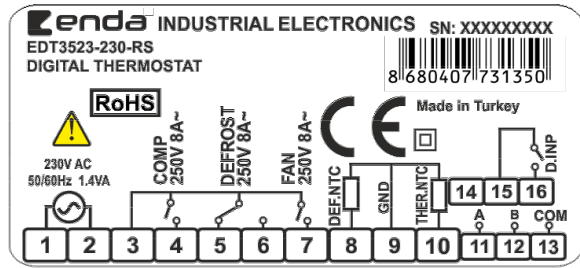 enda INDUSTRIAL ELECTRONICS
SN: XXXXXXXXX
EDT3523-230-RS
DIGITAL THERMOSTAT
8 680407 731350
RoHS
CE
Made in Turkey
230V AC
50/60Hz 1.4VA
COMP
250V 8A~
DEFROST
250V 8A~
FAN
250V 8A~
DEF.NTC
GND
THER.NTC
D.INP
14 15 16
A B COM
1 2 3 4 5 6 7 8 9 10 11 12 13